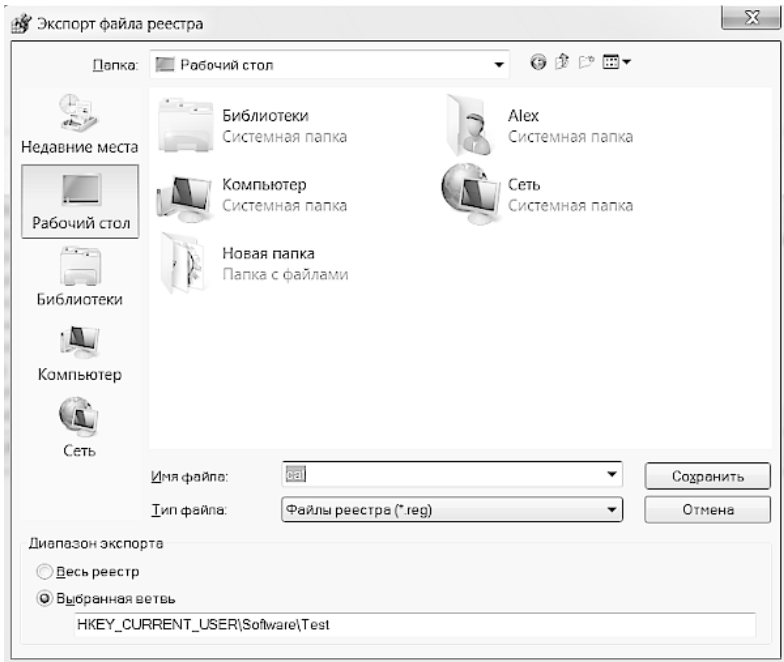 Экспорт файла реестра
Папка: Рабочий стол
Недавние места
Рабочий стол
Библиотеки
Компьютер
Сеть
Библиотеки
Системная папка
Alex
Системная папка
Компьютер
Системная папка
Сеть
Системная папка
Новая папка
Папка с файлами
Имя файла:
Сохранить
Тип файла: Файлы реестра (*.reg)
Отмена
Диапазон экспорта
Весь реестр
Выбранная ветвь
HKEY_CURRENT_USER\Software\Test